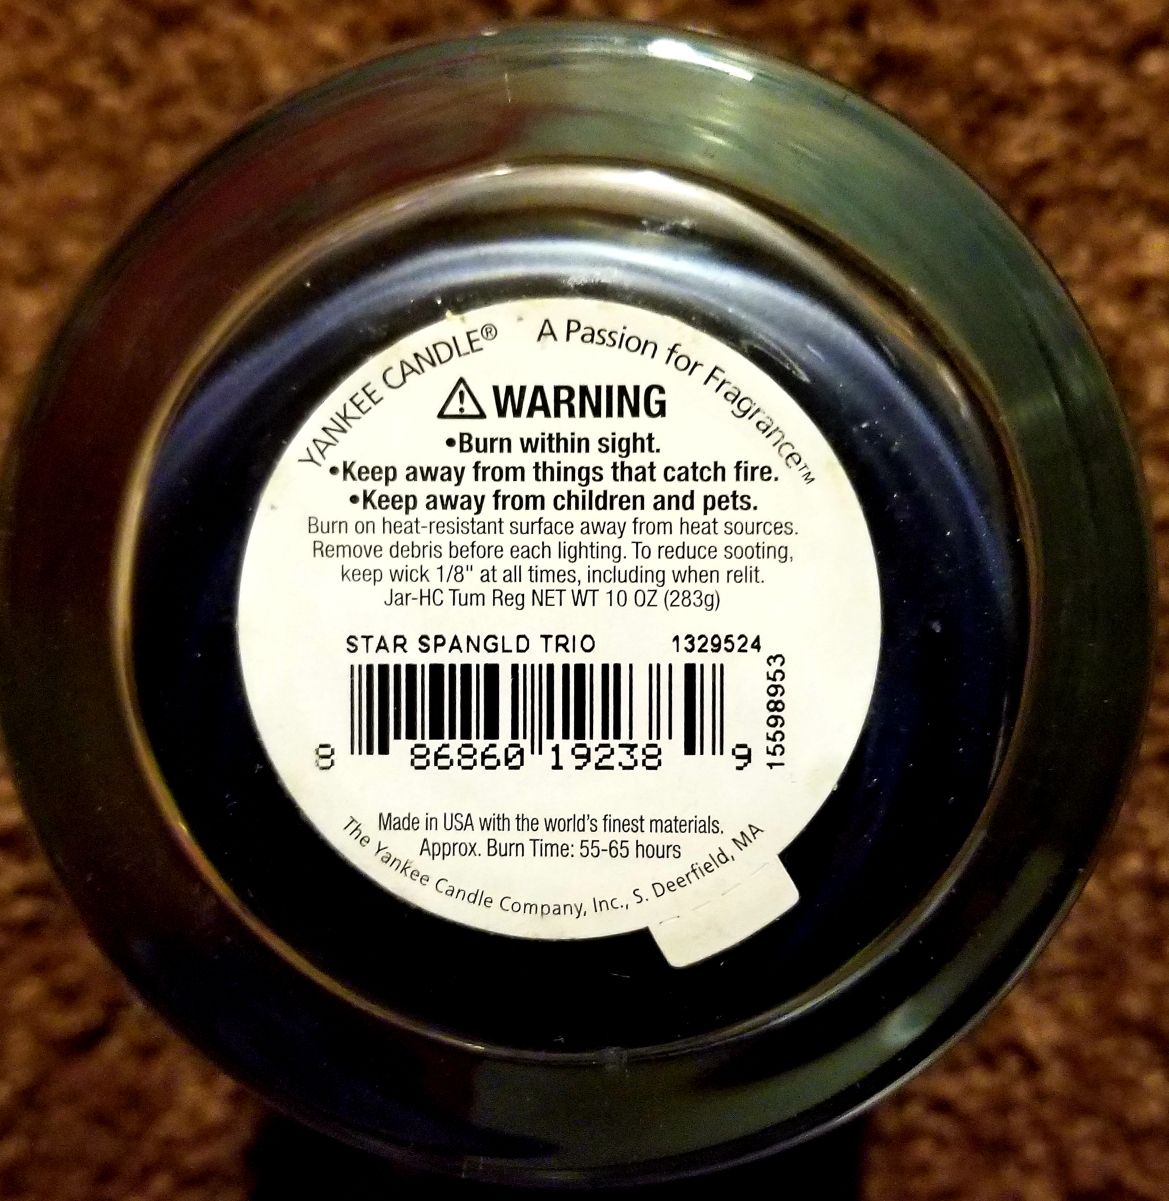 YANKEE CANDLE® A Passion for Fragrance™
⚠ WARNING
•Burn within sight.
•Keep away from things that catch fire.
•Keep away from children and pets.
Burn on heat-resistant surface away from heat sources.
Remove debris before each lighting. To reduce sooting,
keep wick 1/8" at all times, including when relit.
Jar-HC Tum Reg NET WT 10 OZ (283g)
STAR SPANGLD TRIO 1329524
15598953
8 86860 19238 9
Made in USA with the world's finest materials.
Approx. Burn Time: 55-65 hours
The Yankee Candle Company, Inc., S. Deerfield, MA